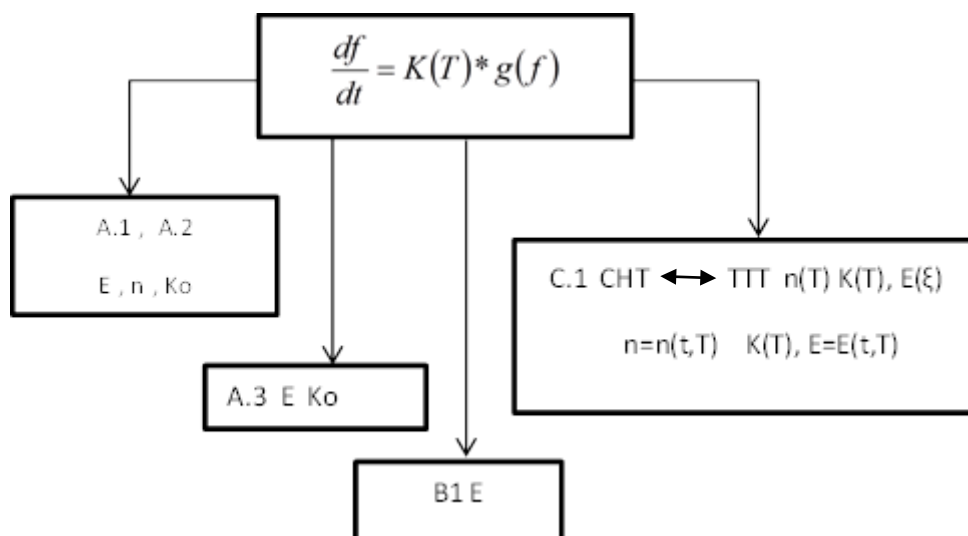 df/dt = K(T)* g(f)
A.1 , A.2
E , n , Ko
C.1 CHT ↔ TTT n(T) K(T), E(ξ)
n=n(t,T) K(T), E=E(t,T)
A.3 E Ko
B1 E